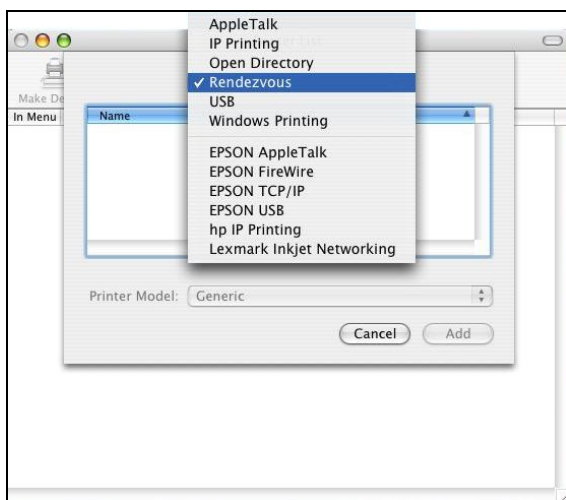 AppleTalk
IP Printing
Open Directory
✓ Rendezvous
USB
Windows Printing
EPSON AppleTalk
EPSON FireWire
EPSON TCP/IP
EPSON USB
hp IP Printing
Lexmark Inkjet Networking
Make De
In Menu
Name
Printer Model: Generic
Cancel Add